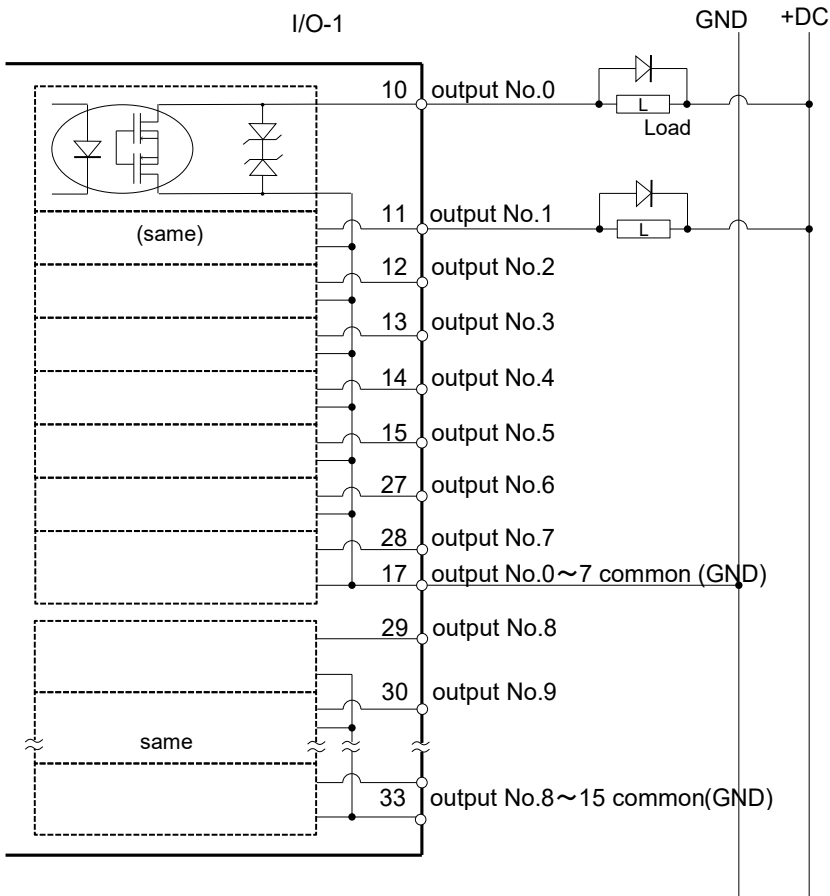 I/O-1
GND
+DC
10 output No.0
L
Load
11 output No.1
L
(same)
12 output No.2
13 output No.3
14 output No.4
15 output No.5
27 output No.6
28 output No.7
17 output No.0～7 common (GND)
29 output No.8
30 output No.9
same
33 output No.8～15 common(GND)